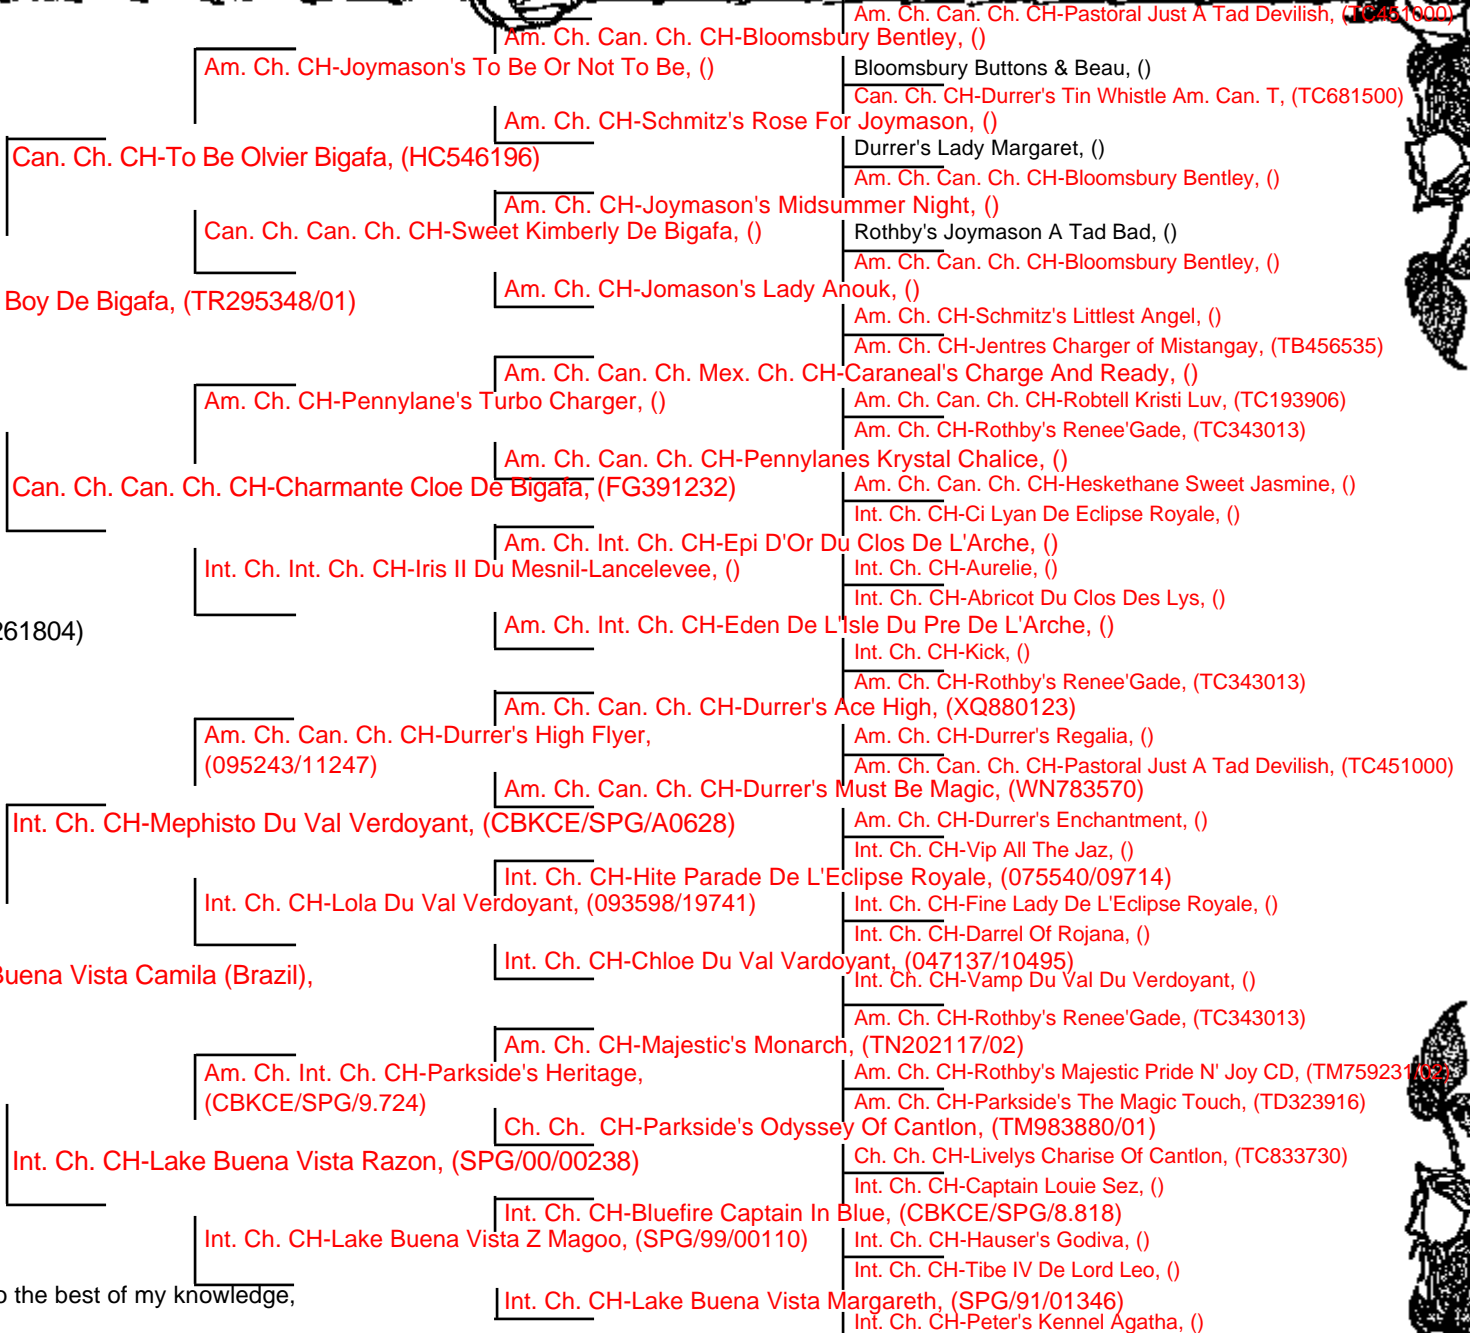 Am. Ch. Can. Ch. CH-Pastoral Just A Tad Devilish, (TC451000)
Am. Ch. Can. Ch. CH-Bloomsbury Bentley, ()
Am. Ch. CH-Joymason's To Be Or Not To Be, ()
Bloomsbury Buttons & Beau, ()
Can. Ch. CH-Durrer's Tin Whistle Am. Can. T, (TC681500)
Am. Ch. CH-Schmitz's Rose For Joymason, ()
Durrer's Lady Margaret, ()
Can. Ch. CH-To Be Olvier Bigafa, (HC546196)
Am. Ch. Can. Ch. CH-Bloomsbury Bentley, ()
Am. Ch. CH-Joymason's Midsummer Night, ()
Can. Ch. Can. Ch. CH-Sweet Kimberly De Bigafa, ()
Rothby's Joymason A Tad Bad, ()
Am. Ch. Can. Ch. CH-Bloomsbury Bentley, ()
Am. Ch. CH-Jomason's Lady Anouk, ()
Boy De Bigafa, (TR295348/01)
Am. Ch. CH-Schmitz's Littlest Angel, ()
Am. Ch. CH-Jentres Charger of Mistangay, (TB456535)
Am. Ch. Can. Ch. Mex. Ch. CH-Caraneal's Charge And Ready, ()
Am. Ch. CH-Pennylane's Turbo Charger, ()
Am. Ch. Can. Ch. CH-Robtell Kristi Luv, (TC193906)
Am. Ch. CH-Rothby's Renee'Gade, (TC343013)
Am. Ch. Can. Ch. CH-Pennylanes Krystal Chalice, ()
Can. Ch. Can. Ch. CH-Charmante Cloe De Bigafa, (FG391232)
Am. Ch. Can. Ch. CH-Heskethane Sweet Jasmine, ()
Int. Ch. CH-Ci Lyan De Eclipse Royale, ()
Am. Ch. Int. Ch. CH-Epi D'Or Du Clos De L'Arche, ()
Int. Ch. Int. Ch. CH-Iris II Du Mesnil-Lancelevee, ()
Int. Ch. CH-Aurelie, ()
Int. Ch. CH-Abricot Du Clos Des Lys, ()
Am. Ch. Int. Ch. CH-Eden De L'Isle Du Pre De L'Arche, ()
261804)
Int. Ch. CH-Kick, ()
Am. Ch. CH-Rothby's Renee'Gade, (TC343013)
Am. Ch. Can. Ch. CH-Durrer's Ace High, (XQ880123)
Am. Ch. Can. Ch. CH-Durrer's High Flyer,
(095243/11247)
Am. Ch. CH-Durrer's Regalia, ()
Am. Ch. Can. Ch. CH-Pastoral Just A Tad Devilish, (TC451000)
Am. Ch. Can. Ch. CH-Durrer's Must Be Magic, (WN783570)
Int. Ch. CH-Mephisto Du Val Verdoyant, (CBKCE/SPG/A0628)
Am. Ch. CH-Durrer's Enchantment, ()
Int. Ch. CH-Vip All The Jaz, ()
Int. Ch. CH-Hite Parade De L'Eclipse Royale, (075540/09714)
Int. Ch. CH-Lola Du Val Verdoyant, (093598/19741)
Int. Ch. CH-Fine Lady De L'Eclipse Royale, ()
Int. Ch. CH-Darrel Of Rojana, ()
Int. Ch. CH-Chloe Du Val Vardoyant, (047137/10495)
Buena Vista Camila (Brazil),
Int. Ch. CH-Vamp Du Val Du Verdoyant, ()
Am. Ch. CH-Rothby's Renee'Gade, (TC343013)
Am. Ch. CH-Majestic's Monarch, (TN202117/02)
Am. Ch. Int. Ch. CH-Parkside's Heritage,
(CBKCE/SPG/9.724)
Am. Ch. CH-Rothby's Majestic Pride N' Joy CD, (TM759231/02)
Am. Ch. CH-Parkside's The Magic Touch, (TD323916)
Ch. Ch. CH-Parkside's Odyssey Of Cantlon, (TM983880/01)
Int. Ch. CH-Lake Buena Vista Razon, (SPG/00/00238)
Ch. Ch. CH-Livelys Charise Of Cantlon, (TC833730)
Int. Ch. CH-Captain Louie Sez, ()
Int. Ch. CH-Bluefire Captain In Blue, (CBKCE/SPG/8.818)
Int. Ch. CH-Lake Buena Vista Z Magoo, (SPG/99/00110)
Int. Ch. CH-Hauser's Godiva, ()
Int. Ch. CH-Tibe IV De Lord Leo, ()
o the best of my knowledge,
Int. Ch. CH-Lake Buena Vista Margareth, (SPG/91/01346)
Int. Ch. CH-Peter's Kennel Agatha, ()